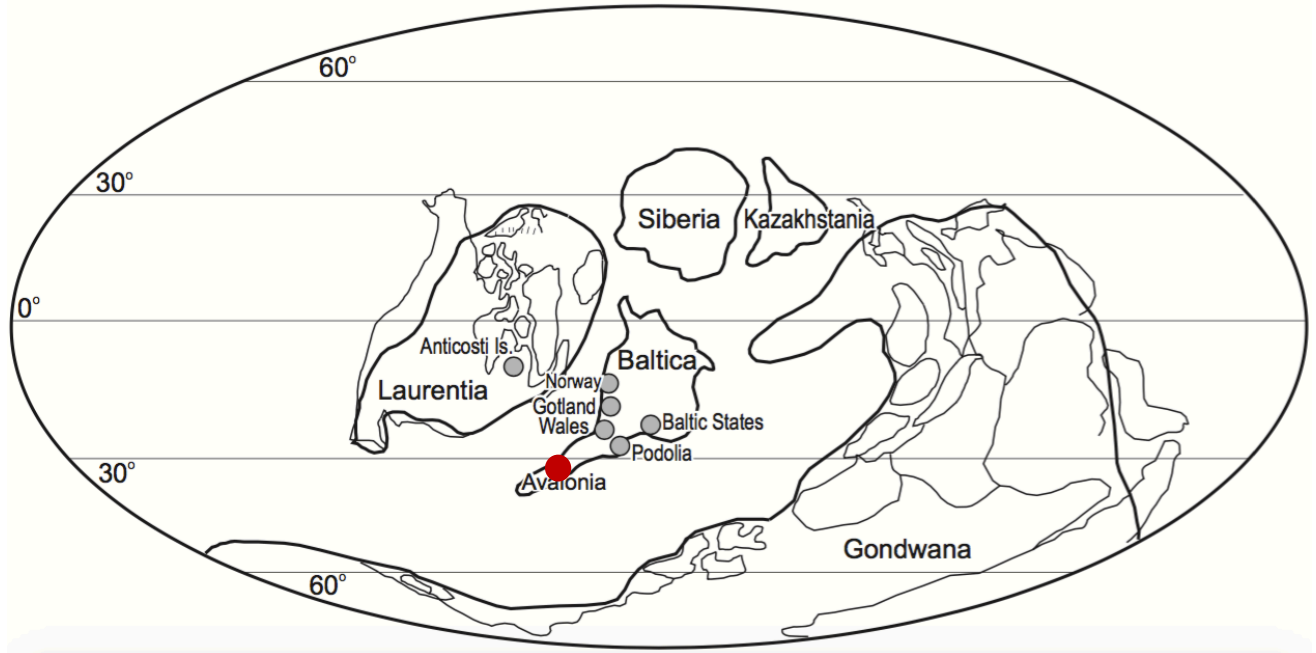 60°
30°
Siberia
Kazakhstania
0°
Anticosti Is.
Baltica
Laurentia
Norway
Gotland
Wales
Baltic States
Podolia
30°
Avalonia
Gondwana
60°